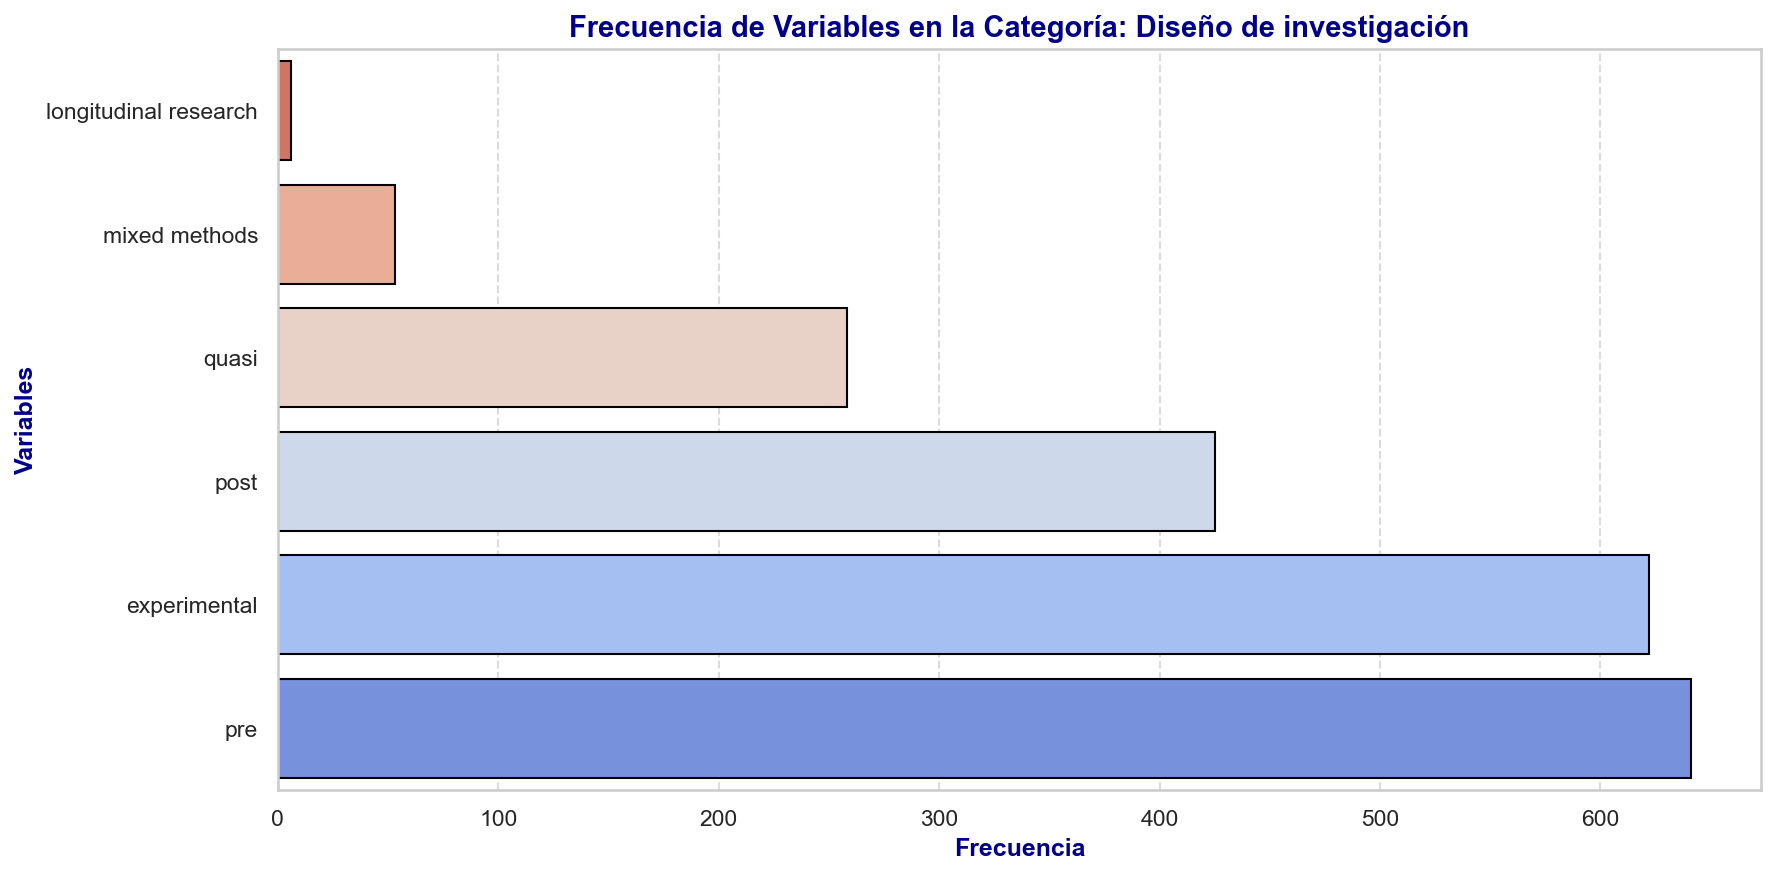 Frecuencia de Variables en la Categoría: Diseño de investigación
longitudinal research
mixed methods
quasi
post
experimental
pre
Variables
0 100 200 300 400 500 600
Frecuencia